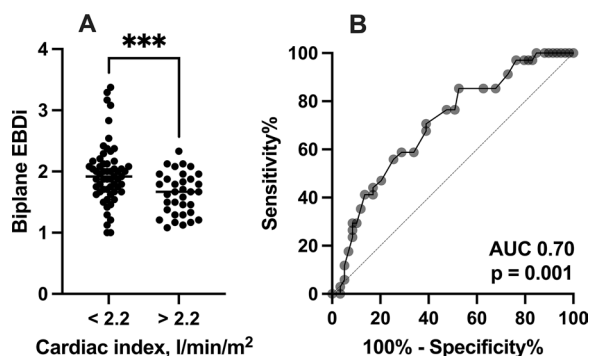 A
***
Biplane EBDi
4
3
2
1
0
< 2.2
> 2.2
Cardiac index, l/min/m²
B
Sensitivity%
100
80
60
40
20
0
AUC 0.70
p = 0.001
0
20
40
60
80
100
100% - Specificity%